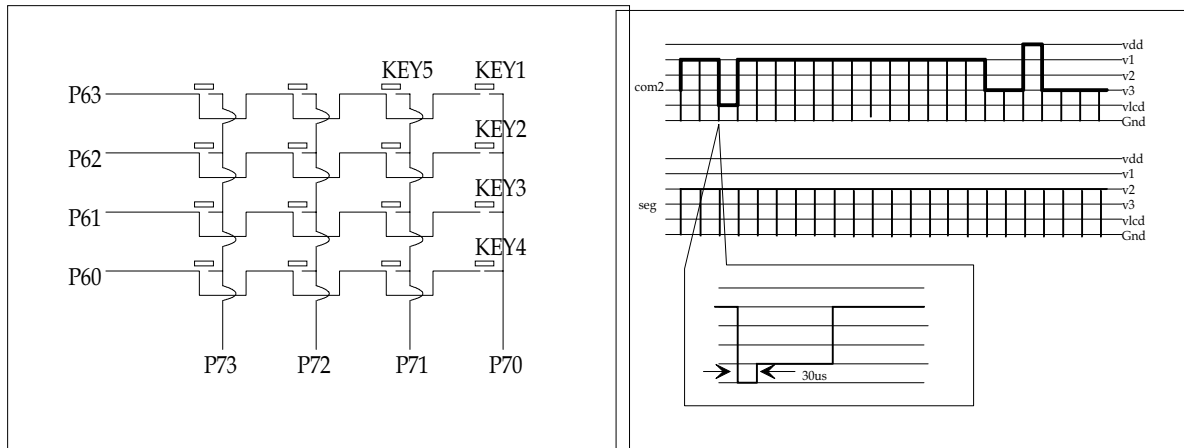 KEY5 KEY1
P63
KEY2
P62
KEY3
P61
KEY4
P60
P73 P72 P71 P70
vdd
v1
v2
com2
v3
vlcd
Gnd
vdd
v1
v2
seg
v3
vlcd
Gnd
30us